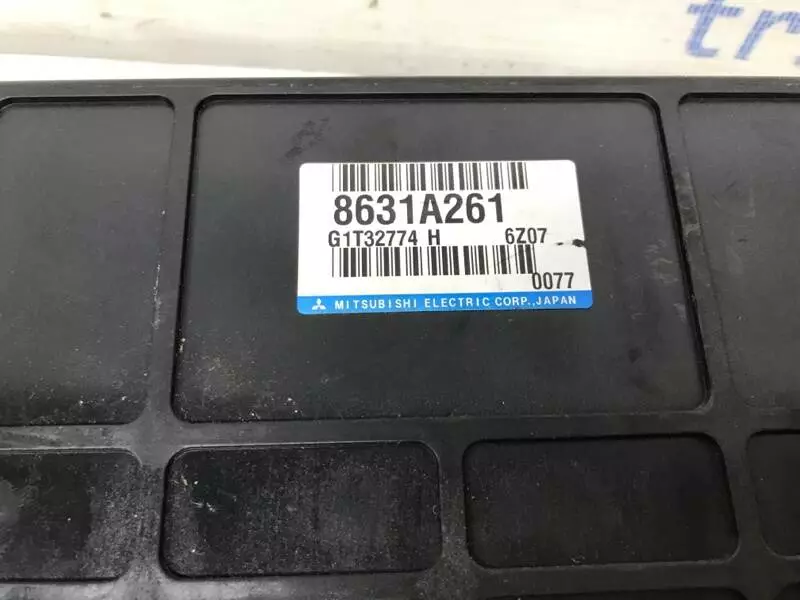 8631A261
G1T32774 H 6Z07
0077
MITSUBISHI ELECTRIC CORP., JAPAN